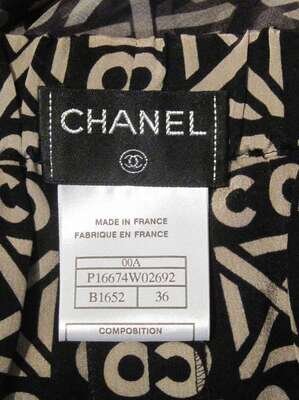 CHANEL
MADE IN FRANCE
FABRIQUE EN FRANCE
00A
P16674W02692
B1652 36
COMPOSITION